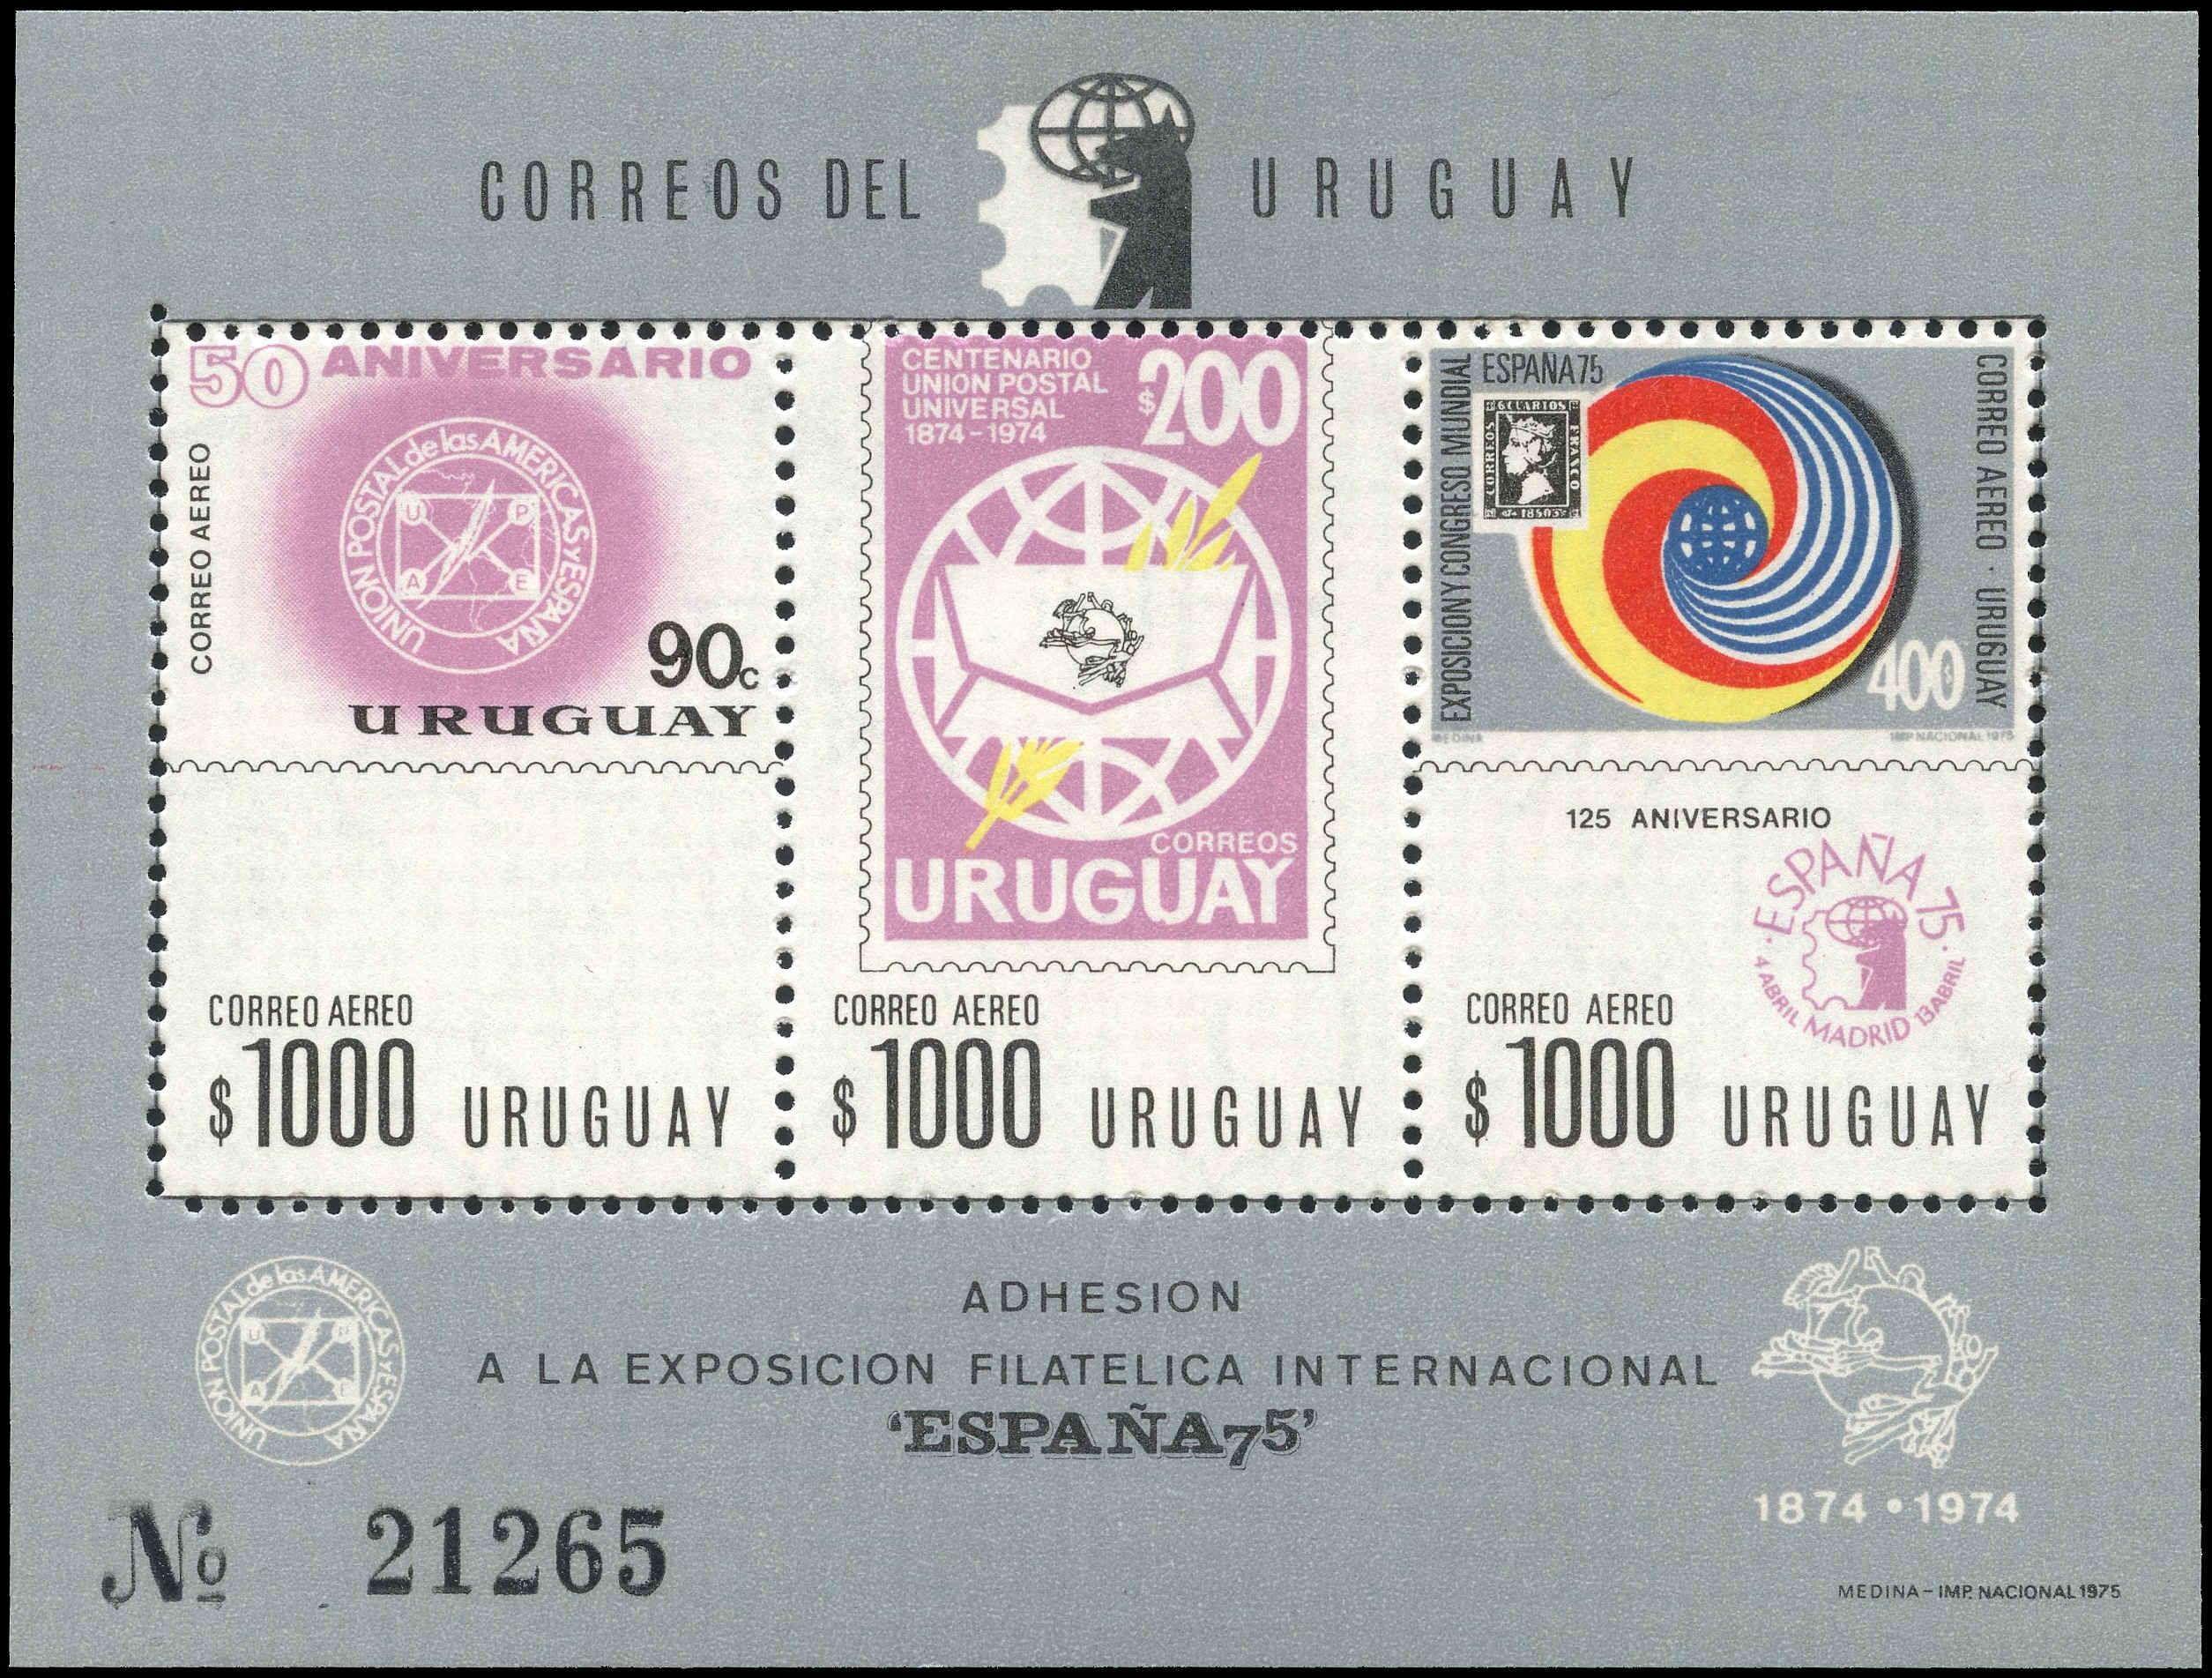 CORREOS DEL URUGUAY
50 ANIVERSARIO
CORREO AEREO
UNION POSTAL de las AMERICAS Y ESPAÑA
U P
A E
90c
URUGUAY
CORREO AEREO
$1000 URUGUAY
CENTENARIO
UNION POSTAL
UNIVERSAL
1874-1974
$200
CORREOS
URUGUAY
CORREO AEREO
$1000 URUGUAY
EXPOSICION Y CONGRESO MUNDIAL
ESPAÑA 75
6 CUARTOS
CORREOS
FRANCO
1850
CORREO AEREO · URUGUAY
400
MEDINA
IMP NACIONAL 1975
125 ANIVERSARIO
·ESPAÑA 75·
4 ABRIL MADRID 13 ABRIL
CORREO AEREO
$1000 URUGUAY
UNION POSTAL de las AMERICAS Y ESPAÑA
U P
A E
ADHESION
A LA EXPOSICION FILATELICA INTERNACIONAL
‘ESPAÑA75’
1874 • 1974
Nº 21265
MEDINA-IMP. NACIONAL 1975